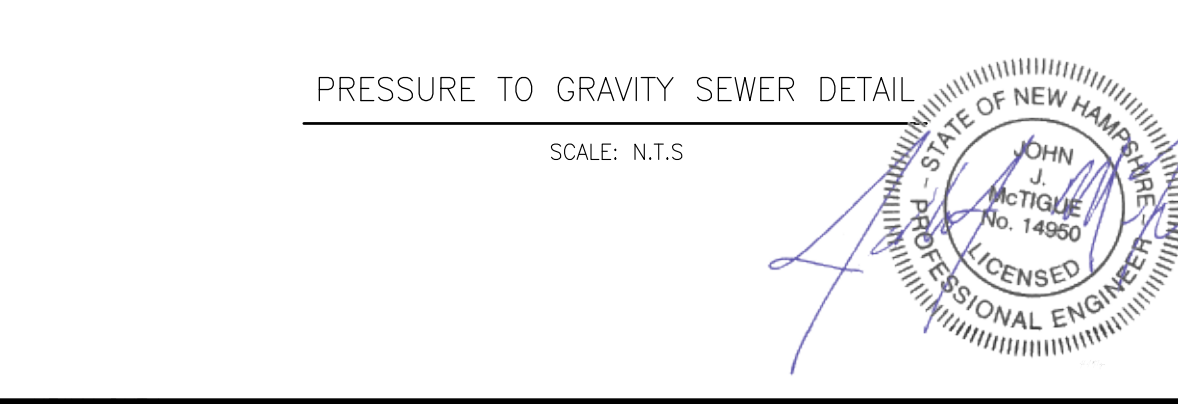 PRESSURE TO GRAVITY SEWER DETAIL
SCALE: N.T.S
- STATE OF NEW HAMPSHIRE -
JOHN
J.
McTIGUE
No. 14950
LICENSED
PROFESSIONAL ENGINEER